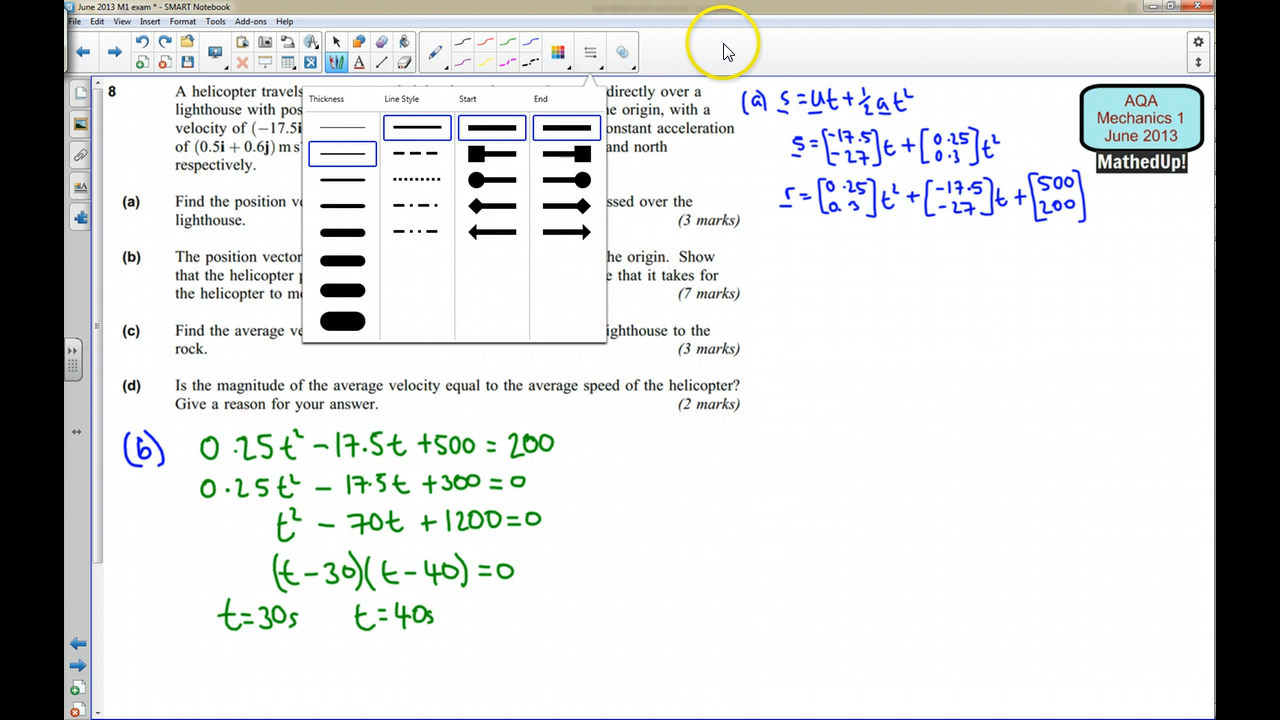 June 2013 M1 exam * - SMART Notebook
File Edit View Insert Format Tools Add-ons Help
8 A helicopter travels directly over a
lighthouse with pos e origin, with a
velocity of (−17.5i onstant acceleration
of (0.5i + 0.6j) m s and north
respectively.
(a) Find the position ve ssed over the
lighthouse. (3 marks)
(b) The position vector he origin. Show
that the helicopter p e that it takes for
the helicopter to mo (7 marks)
(c) Find the average ve ighthouse to the
rock. (3 marks)
(d) Is the magnitude of the average velocity equal to the average speed of the helicopter?
Give a reason for your answer. (2 marks)
Thickness Line Style Start End
(a) s = ut + ½at²
s = [−17.5 −27]t + [0.25 0.3]t²
r = [0.25 0.3]t² + [−17.5 −27]t + [500 200]
AQA
Mechanics 1
June 2013
MathedUp!
(b) 0.25t² − 17.5t + 500 = 200
0.25t² − 17.5t + 300 = 0
t² − 70t + 1200 = 0
(t − 30)(t − 40) = 0
t = 30s t = 40s